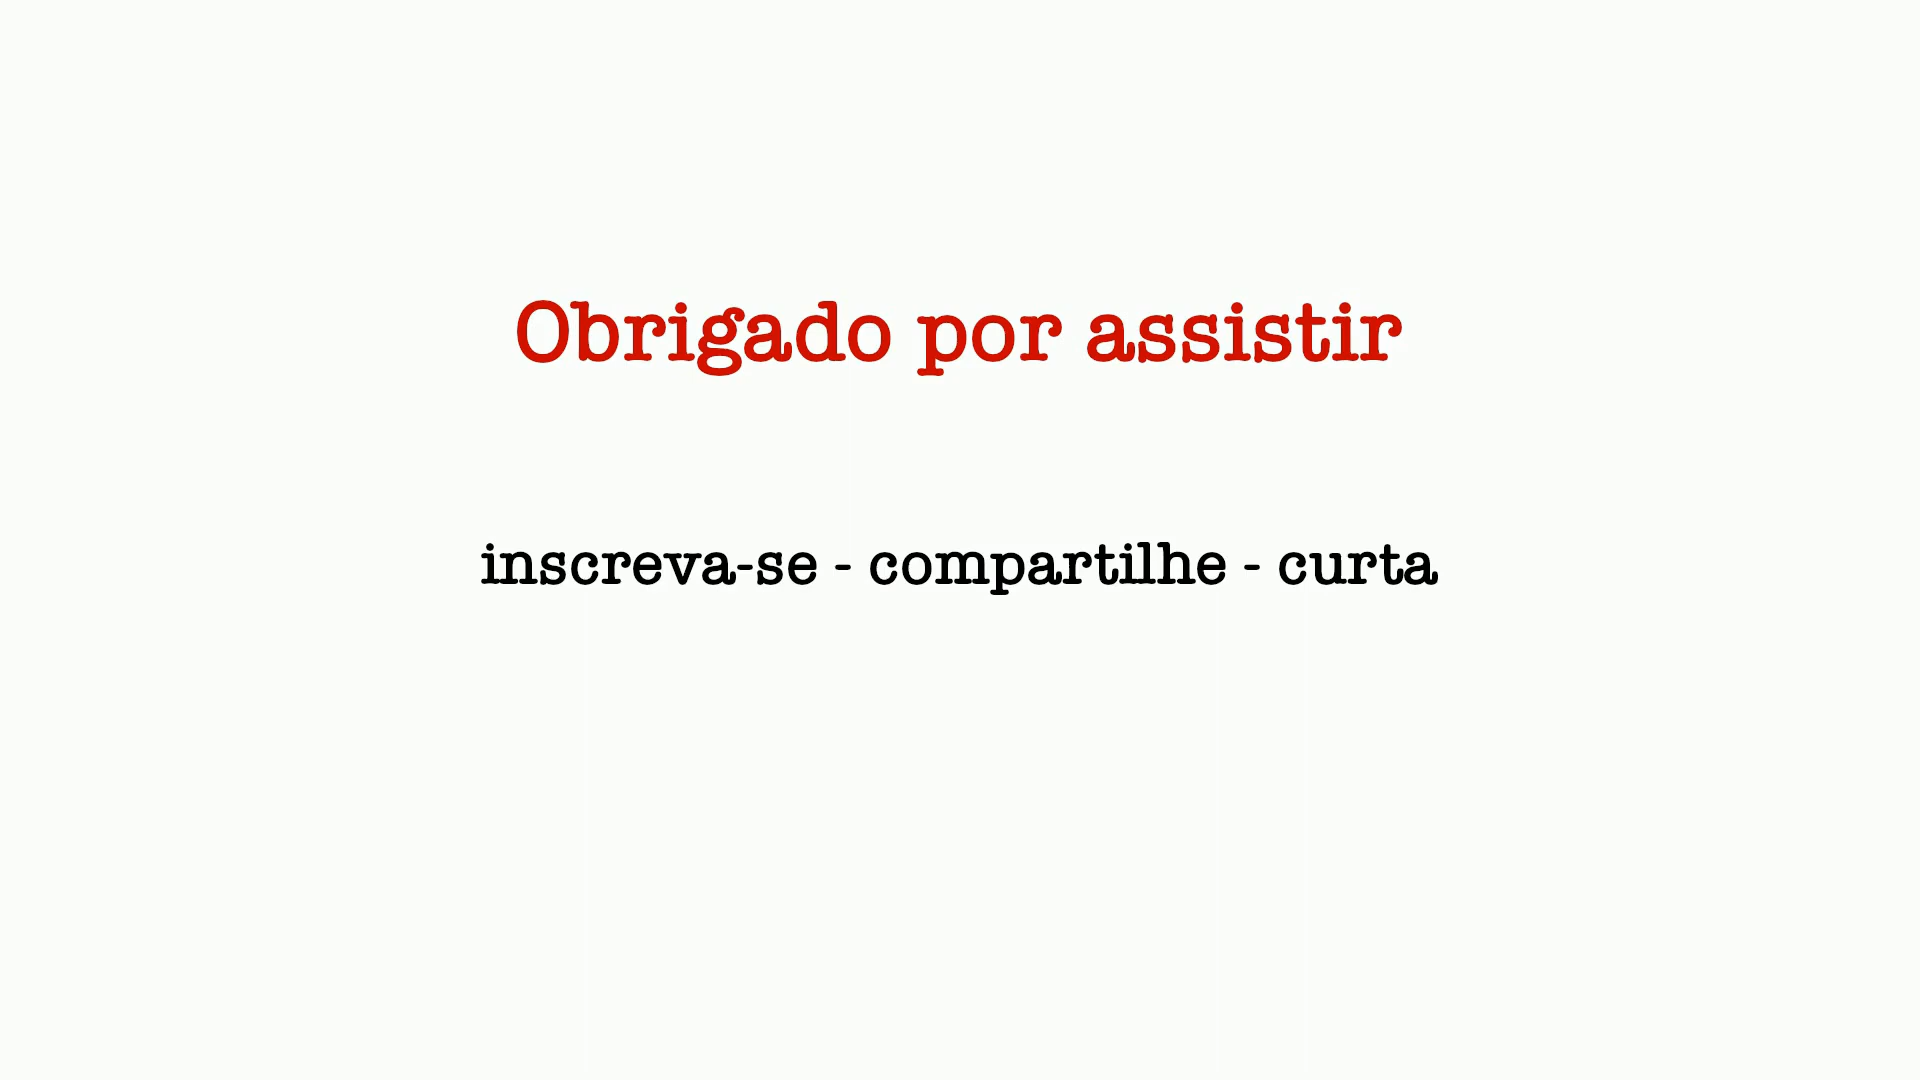 Obrigado por assistir
inscreva-se - compartilhe - curta